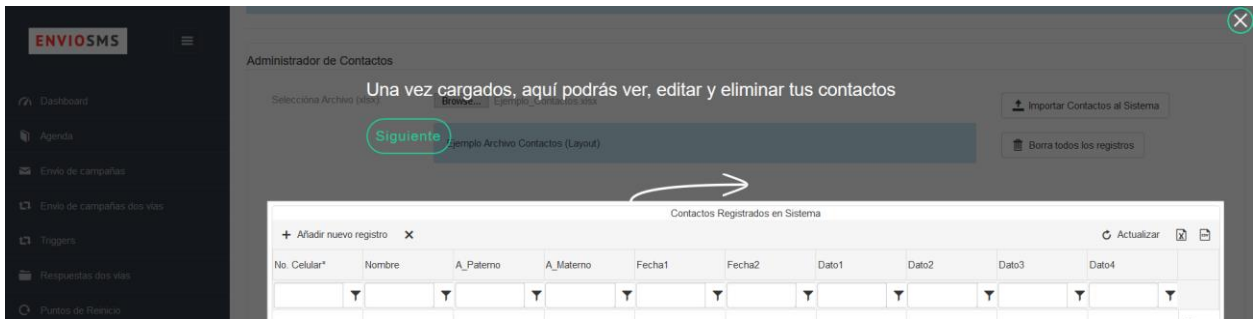 ENVIOSMS
Dashboard
Agenda
Envio de campañas
Envio de campañas dos vías
Triggers
Respuestas dos vías
Puntos de Reinicio
Administrador de Contactos
Una vez cargados, aquí podrás ver, editar y eliminar tus contactos
Selecciona Archivo (xlsx): Browse... Ejemplo_Contactos.xlsx
Importar Contactos al Sistema
Siguiente
Ejemplo Archivo Contactos (Layout)
Borra todos los registros
Contactos Registrados en Sistema
+ Añadir nuevo registro Actualizar
No. Celular* Nombre A_Paterno A_Materno Fecha1 Fecha2 Dato1 Dato2 Dato3 Dato4